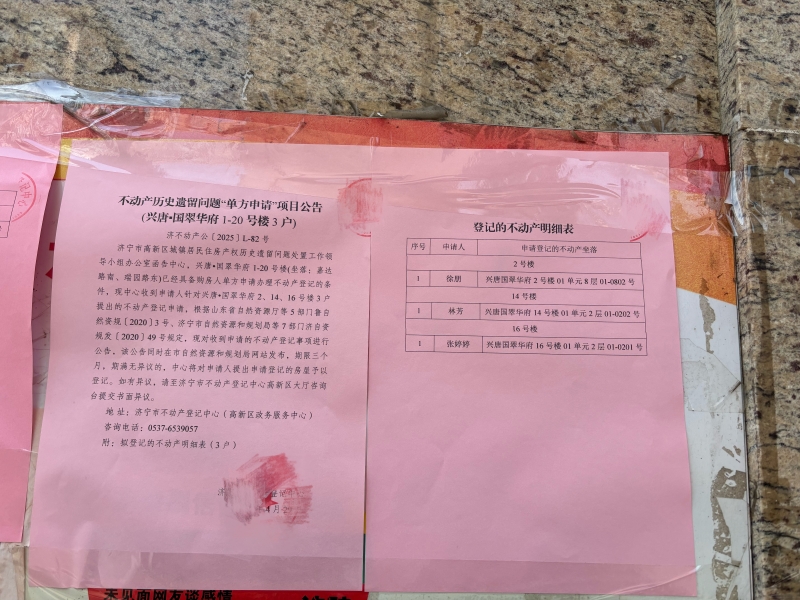 不动产历史遗留问题“单方申请”项目公告
(兴唐•国翠华府 1-20 号楼 3 户)
济不动产公〔2025〕L-82 号
济宁市高新区城镇居民住房产权历史遗留问题处置工作领
导小组办公室函告中心，兴唐·国翠华府 1-20 号楼(坐落：嘉达
路南、瑞园路东)已经具备购房人单方申请办理不动产登记的条
件，现中心收到申请人针对兴唐·国翠华府 2、14、16 号楼 3 户
提出的不动产登记申请，根据山东省自然资源厅等 5 部门鲁自
然资规〔2020〕3 号、济宁市自然资源和规划局等 7 部门济自资
规发〔2020〕49 号规定，现对收到申请的不动产登记事项进行
公告，该公告同时在市自然资源和规划局网站发布，期限三个
月，期满无异议的，中心将对申请人提出申请登记的房屋予以
登记。如有异议，请至济宁市不动产登记中心高新区大厅咨询
台提交书面异议。
地 址：济宁市不动产登记中心（高新区政务服务中心）
咨询电话:0537-6539057
附：拟登记的不动产明细表（3 户）
济
登记
4 月
登记的不动产明细表
序号 申请人 申请登记的不动产坐落
2 号楼
1 徐朋 兴唐国翠华府 2 号楼 01 单元 8 层 01-0802 号
14 号楼
1 林芳 兴唐国翠华府 14 号楼 01 单元 2 层 01-0202 号
16 号楼
1 张婷婷 兴唐国翠华府 16 号楼 01 单元 2 层 01-0201 号
未见面网友谈感情